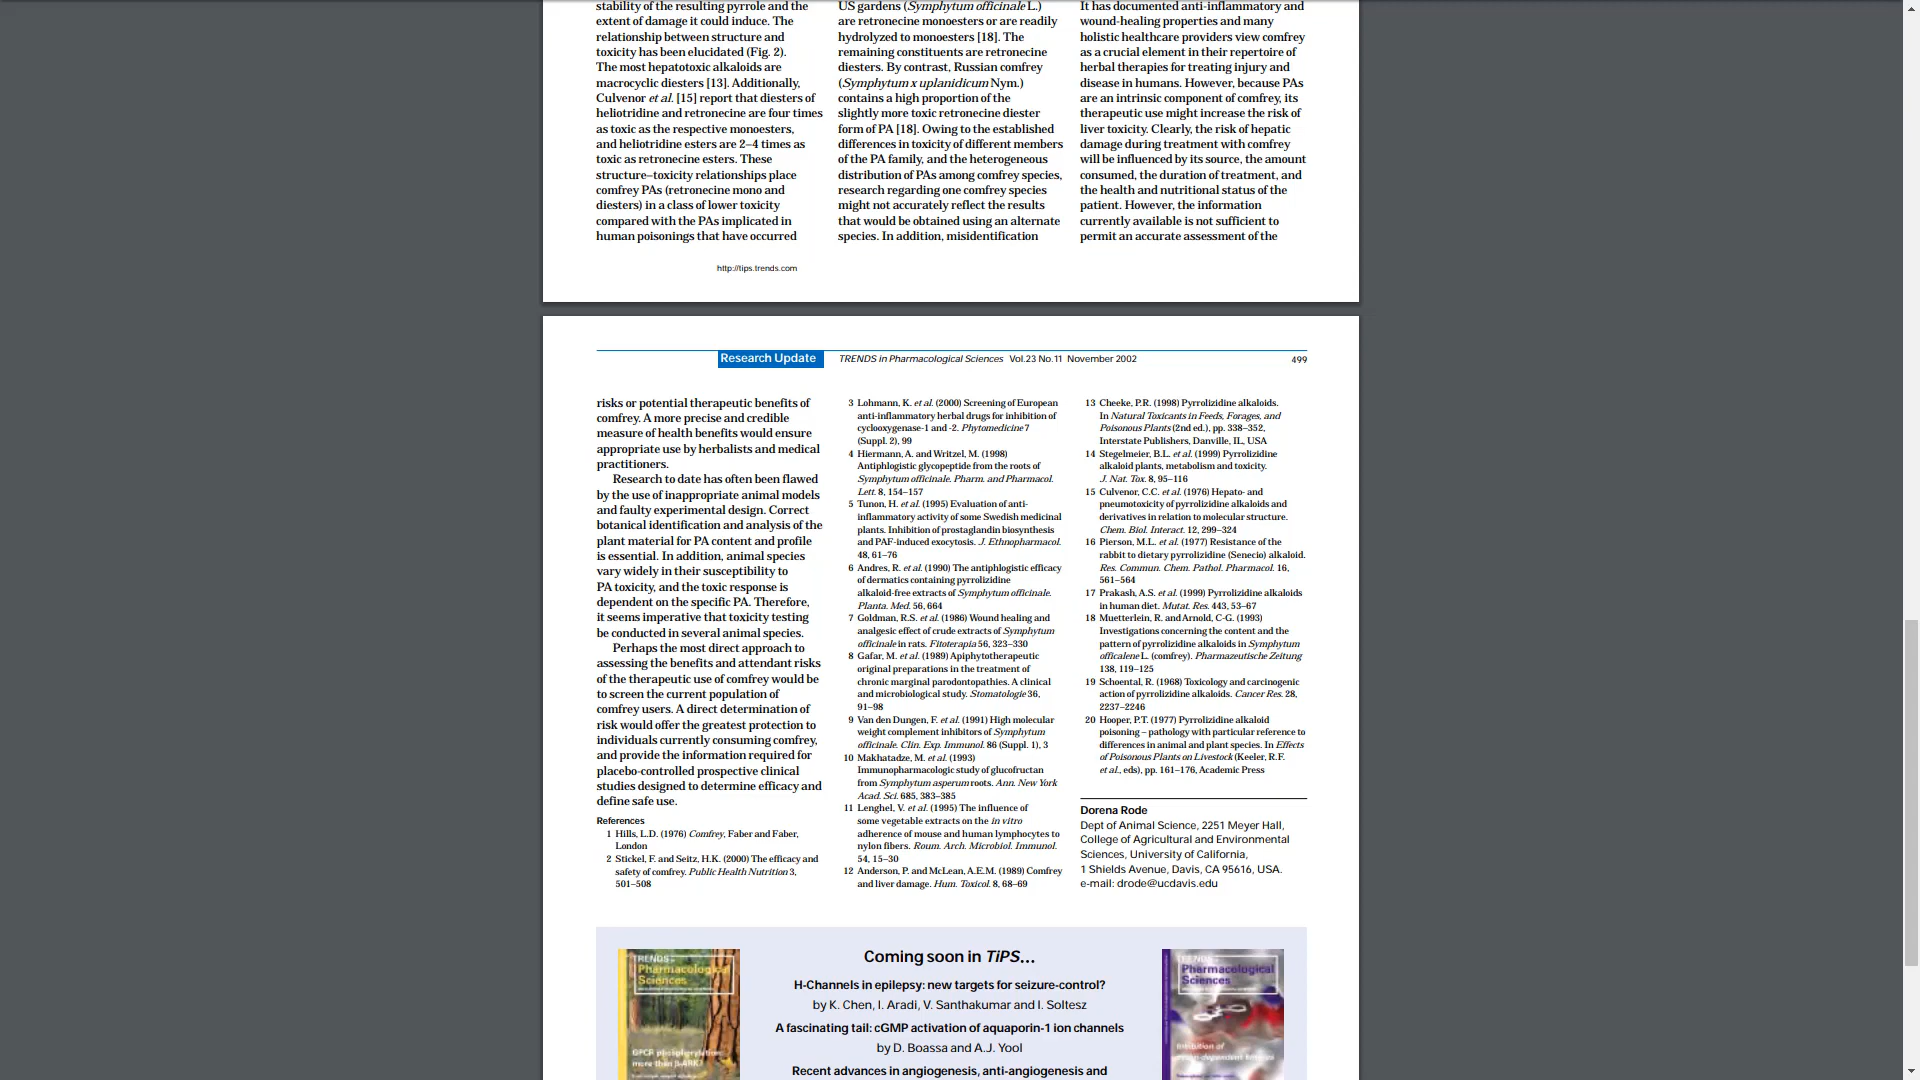 stability of the resulting pyrrole and the
extent of damage it could induce. The
relationship between structure and
toxicity has been elucidated (Fig. 2).
The most hepatotoxic alkaloids are
macrocyclic diesters [13]. Additionally,
Culvenor et al. [15] report that diesters of
heliotridine and retronecine are four times
as toxic as the respective monoesters,
and heliotridine esters are 2–4 times as
toxic as retronecine esters. These
structure–toxicity relationships place
comfrey PAs (retronecine mono and
diesters) in a class of lower toxicity
compared with the PAs implicated in
human poisonings that have occurred
US gardens (Symphytum officinale L.)
are retronecine monoesters or are readily
hydrolyzed to monoesters [18]. The
remaining constituents are retronecine
diesters. By contrast, Russian comfrey
(Symphytum x uplanidicum Nym.)
contains a high proportion of the
slightly more toxic retronecine diester
form of PA [18]. Owing to the established
differences in toxicity of different members
of the PA family, and the heterogeneous
distribution of PAs among comfrey species,
research regarding one comfrey species
might not accurately reflect the results
that would be obtained using an alternate
species. In addition, misidentification
It has documented anti-inflammatory and
wound-healing properties and many
holistic healthcare providers view comfrey
as a crucial element in their repertoire of
herbal therapies for treating injury and
disease in humans. However, because PAs
are an intrinsic component of comfrey, its
therapeutic use might increase the risk of
liver toxicity. Clearly, the risk of hepatic
damage during treatment with comfrey
will be influenced by its source, the amount
consumed, the duration of treatment, and
the health and nutritional status of the
patient. However, the information
currently available is not sufficient to
permit an accurate assessment of the
http://tips.trends.com
Research Update
TRENDS in Pharmacological Sciences Vol.23 No.11 November 2002
499
risks or potential therapeutic benefits of
comfrey. A more precise and credible
measure of health benefits would ensure
appropriate use by herbalists and medical
practitioners.
Research to date has often been flawed
by the use of inappropriate animal models
and faulty experimental design. Correct
botanical identification and analysis of the
plant material for PA content and profile
is essential. In addition, animal species
vary widely in their susceptibility to
PA toxicity, and the toxic response is
dependent on the specific PA. Therefore,
it seems imperative that toxicity testing
be conducted in several animal species.
Perhaps the most direct approach to
assessing the benefits and attendant risks
of the therapeutic use of comfrey would be
to screen the current population of
comfrey users. A direct determination of
risk would offer the greatest protection to
individuals currently consuming comfrey,
and provide the information required for
placebo-controlled prospective clinical
studies designed to determine efficacy and
define safe use.
References
1 Hills, L.D. (1976) Comfrey, Faber and Faber,
London
2 Stickel, F. and Seitz, H.K. (2000) The efficacy and
safety of comfrey. Public Health Nutrition 3,
501–508
3 Lohmann, K. et al. (2000) Screening of European
anti-inflammatory herbal drugs for inhibition of
cyclooxygenase-1 and -2. Phytomedicine 7
(Suppl. 2), 99
4 Hiermann, A. and Writzel, M. (1998)
Antiphlogistic glycopeptide from the roots of
Symphytum officinale. Pharm. and Pharmacol.
Lett. 8, 154–157
5 Tunon, H. et al. (1995) Evaluation of anti-
inflammatory activity of some Swedish medicinal
plants. Inhibition of prostaglandin biosynthesis
and PAF-induced exocytosis. J. Ethnopharmacol.
48, 61–76
6 Andres, R. et al. (1990) The antiphlogistic efficacy
of dermatics containing pyrrolizidine
alkaloid-free extracts of Symphytum officinale.
Planta. Med. 56, 664
7 Goldman, R.S. et al. (1986) Wound healing and
analgesic effect of crude extracts of Symphytum
officinale in rats. Fitoterapia 56, 323–330
8 Gafar, M. et al. (1989) Apiphytotherapeutic
original preparations in the treatment of
chronic marginal parodontopathies. A clinical
and microbiological study. Stomatologie 36,
91–98
9 Van den Dungen, F. et al. (1991) High molecular
weight complement inhibitors of Symphytum
officinale. Clin. Exp. Immunol. 86 (Suppl. 1), 3
10 Makhatadze, M. et al. (1993)
Immunopharmacologic study of glucofructan
from Symphytum asperum roots. Ann. New York
Acad. Sci. 685, 383–385
11 Lenghel, V. et al. (1995) The influence of
some vegetable extracts on the in vitro
adherence of mouse and human lymphocytes to
nylon fibers. Roum. Arch. Microbiol. Immunol.
54, 15–30
12 Anderson, P. and McLean, A.E.M. (1989) Comfrey
and liver damage. Hum. Toxicol. 8, 68–69
13 Cheeke, P.R. (1998) Pyrrolizidine alkaloids.
In Natural Toxicants in Feeds, Forages, and
Poisonous Plants (2nd ed.), pp. 338–352,
Interstate Publishers, Danville, IL, USA
14 Stegelmeier, B.L. et al. (1999) Pyrrolizidine
alkaloid plants, metabolism and toxicity.
J. Nat. Tox. 8, 95–116
15 Culvenor, C.C. et al. (1976) Hepato- and
pneumotoxicity of pyrrolizidine alkaloids and
derivatives in relation to molecular structure.
Chem. Biol. Interact. 12, 299–324
16 Pierson, M.L. et al. (1977) Resistance of the
rabbit to dietary pyrrolizidine (Senecio) alkaloid.
Res. Commun. Chem. Pathol. Pharmacol. 16,
561–564
17 Prakash, A.S. et al. (1999) Pyrrolizidine alkaloids
in human diet. Mutat. Res. 443, 53–67
18 Muetterlein, R. and Arnold, C-G. (1993)
Investigations concerning the content and the
pattern of pyrrolizidine alkaloids in Symphytum
officalene L. (comfrey). Pharmazeutische Zeitung
138, 119–125
19 Schoental, R. (1968) Toxicology and carcinogenic
action of pyrrolizidine alkaloids. Cancer Res. 28,
2237–2246
20 Hooper, P.T. (1977) Pyrrolizidine alkaloid
poisoning – pathology with particular reference to
differences in animal and plant species. In Effects
of Poisonous Plants on Livestock (Keeler, R.F.
et al., eds), pp. 161–176, Academic Press
Dorena Rode
Dept of Animal Science, 2251 Meyer Hall,
College of Agricultural and Environmental
Sciences, University of California,
1 Shields Avenue, Davis, CA 95616, USA.
e-mail: drode@ucdavis.edu
TRENDS in
Pharmacological
Sciences
GPCR phosphorylation:
more than β-ARK?
Coming soon in TiPS…
H-Channels in epilepsy: new targets for seizure-control?
by K. Chen, I. Aradi, V. Santhakumar and I. Soltesz
A fascinating tail: cGMP activation of aquaporin-1 ion channels
by D. Boassa and A.J. Yool
Recent advances in angiogenesis, anti-angiogenesis and
TRENDS in
Pharmacological
Sciences
Inhibition of